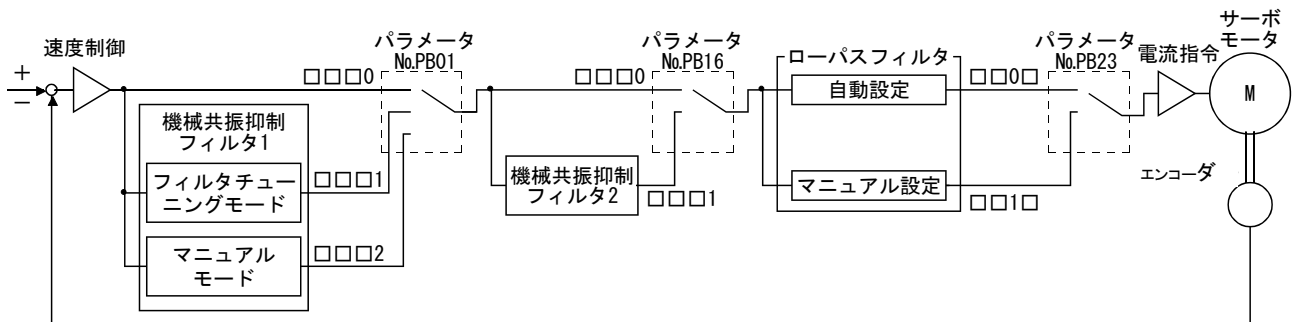 速度制御
+
−
機械共振抑制
フィルタ1
フィルタチュー
ニングモード
マニュアル
モード
□□□0
□□□1
□□□2
パラメータ
No.PB01
機械共振抑制
フィルタ2
□□□0
□□□1
パラメータ
No.PB16
ローパスフィルタ
自動設定
マニュアル設定
□□0□
□□1□
パラメータ
No.PB23
電流指令
サーボ
モータ
M
エンコーダ